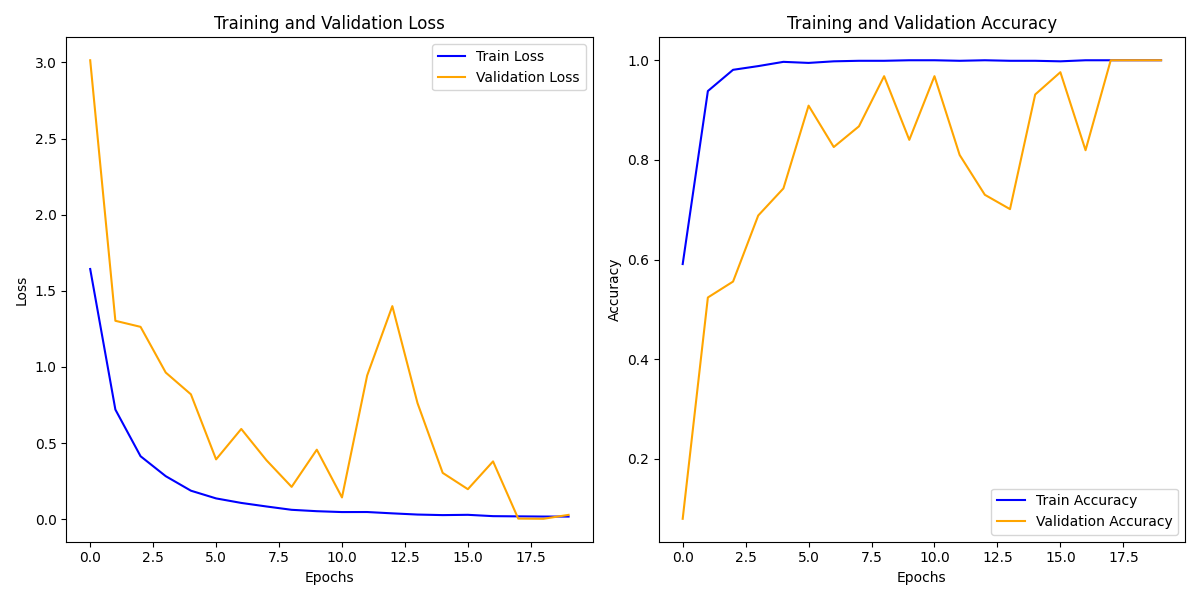 Training and Validation Loss
Train Loss
Validation Loss
3.0
2.5
2.0
1.5
1.0
0.5
0.0
Loss
0.0 2.5 5.0 7.5 10.0 12.5 15.0 17.5
Epochs
Training and Validation Accuracy
1.0
0.8
0.6
0.4
0.2
Accuracy
Train Accuracy
Validation Accuracy
0.0 2.5 5.0 7.5 10.0 12.5 15.0 17.5
Epochs